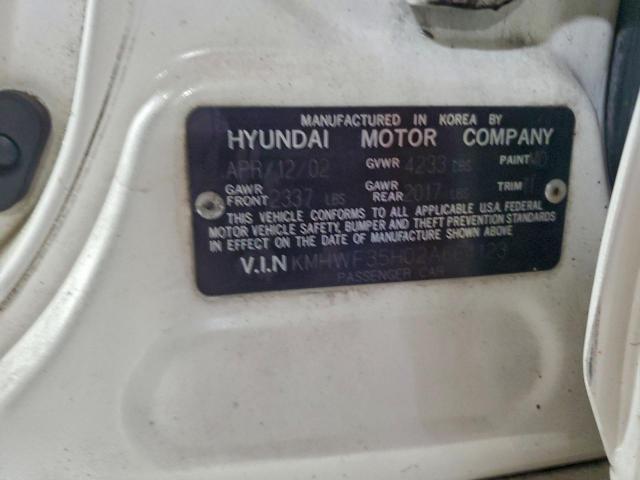 MANUFACTURED IN KOREA BY
HYUNDAI MOTOR COMPANY
APR/12/02 GVWR 4233 LBS PAINT
GAWR FRONT 2337 LBS GAWR REAR 2017 LBS TRIM
THIS VEHICLE CONFORMS TO ALL APPLICABLE U.S.A. FEDERAL
MOTOR VEHICLE SAFETY, BUMPER AND THEFT PREVENTION STANDARDS
IN EFFECT ON THE DATE OF MANUFACTURE SHOWN ABOVE
V.I.N
PASSENGER CAR